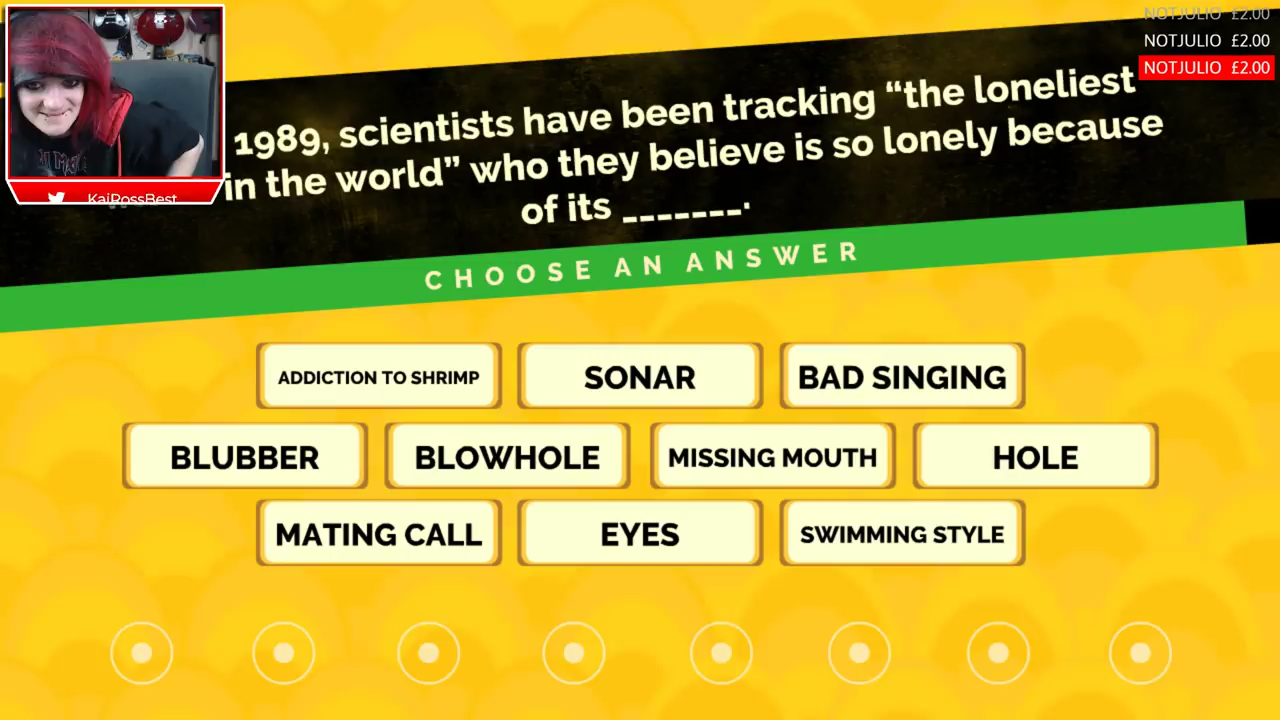 NOTJULIO £2.00
NOTJULIO £2.00
NOTJULIO £2.00
KaiRossBest
1989, scientists have been tracking “the loneliest
in the world” who they believe is so lonely because
of its _______.
CHOOSE AN ANSWER
ADDICTION TO SHRIMP
SONAR
BAD SINGING
BLUBBER
BLOWHOLE
MISSING MOUTH
HOLE
MATING CALL
EYES
SWIMMING STYLE